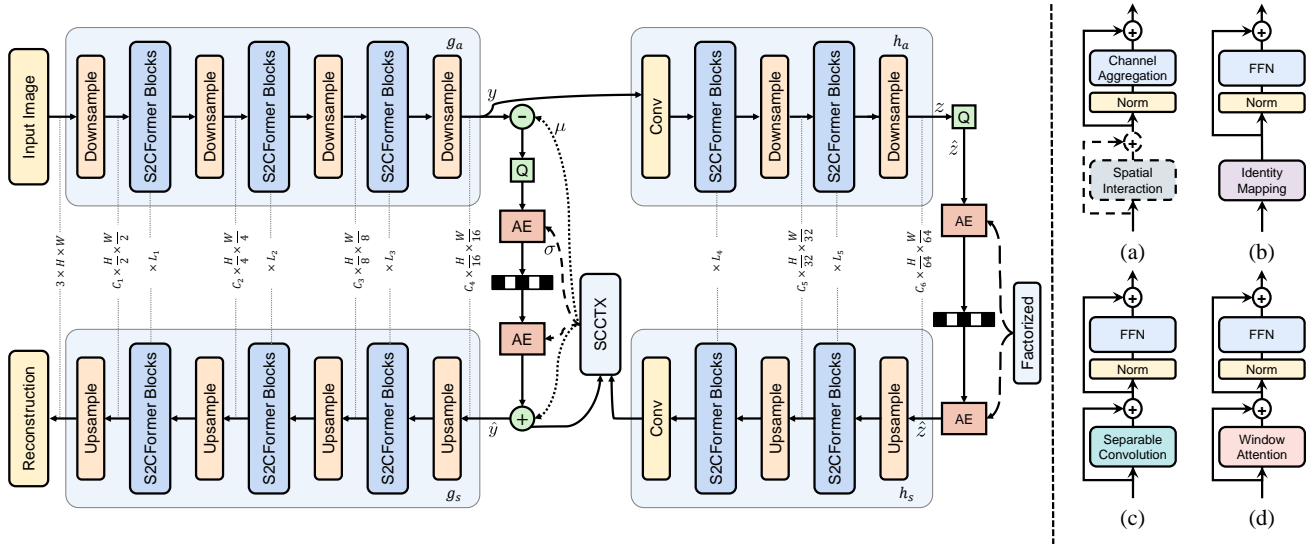 Input Image
Downsample
S2CFormer Blocks
Downsample
S2CFormer Blocks
Downsample
S2CFormer Blocks
Downsample
g_a
y
μ
-
Q
AE
σ
AE
+
ŷ
Conv
S2CFormer Blocks
Downsample
S2CFormer Blocks
Downsample
h_a
z
Q
ẑ
AE
Factorized
AE
ẑ
SCCTX
3 × H × W
C_1 × H/2 × W/2
× L_1
C_2 × H/4 × W/4
× L_2
C_3 × H/8 × W/8
× L_3
C_4 × H/16 × W/16
× L_4
C_5 × H/32 × W/32
× L_5
C_6 × H/64 × W/64
Reconstruction
Upsample
S2CFormer Blocks
Upsample
S2CFormer Blocks
Upsample
S2CFormer Blocks
Upsample
g_s
Conv
S2CFormer Blocks
Upsample
S2CFormer Blocks
Upsample
h_s
+
Channel
Aggregation
Norm
+
Spatial
Interaction
(a)
+
FFN
Norm
Identity
Mapping
(b)
+
FFN
Norm
+
Separable
Convolution
(c)
+
FFN
Norm
+
Window
Attention
(d)